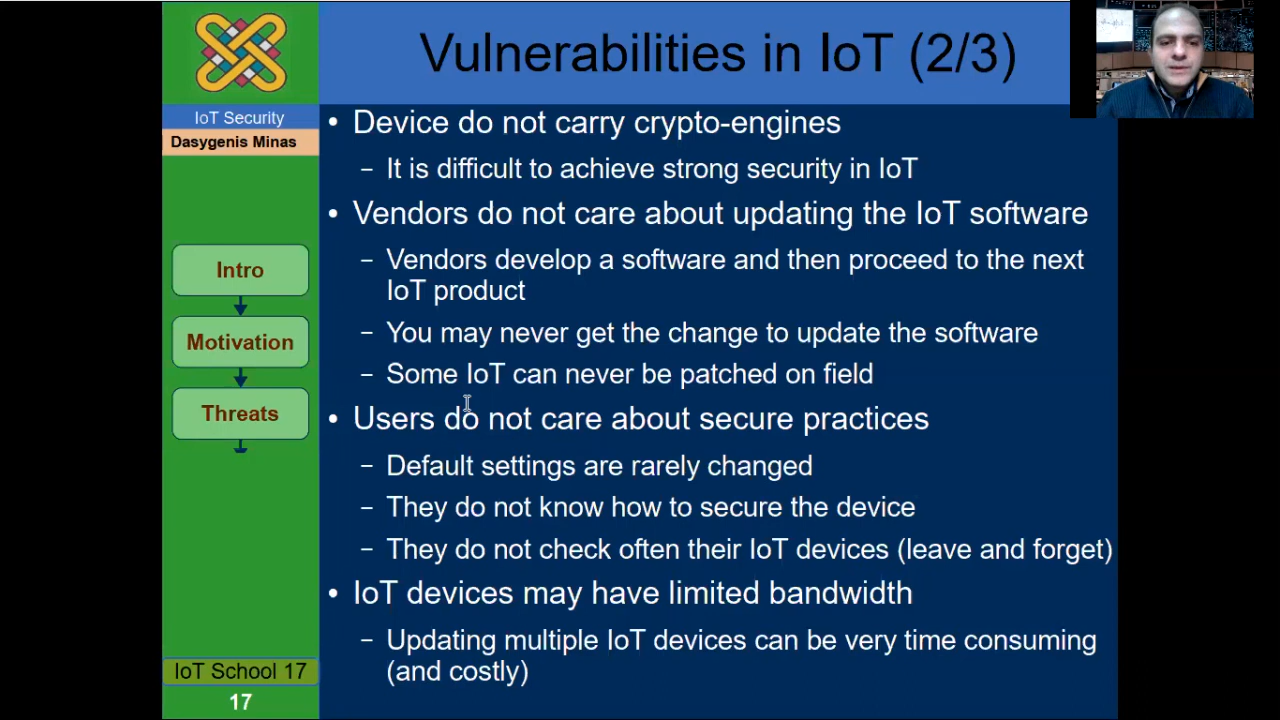 Vulnerabilities in IoT (2/3)
IoT Security
Dasygenis Minas
Intro
Motivation
Threats
IoT School 17
17
• Device do not carry crypto-engines
– It is difficult to achieve strong security in IoT
• Vendors do not care about updating the IoT software
– Vendors develop a software and then proceed to the next
IoT product
– You may never get the change to update the software
– Some IoT can never be patched on field
• Users do not care about secure practices
– Default settings are rarely changed
– They do not know how to secure the device
– They do not check often their IoT devices (leave and forget)
• IoT devices may have limited bandwidth
– Updating multiple IoT devices can be very time consuming
(and costly)